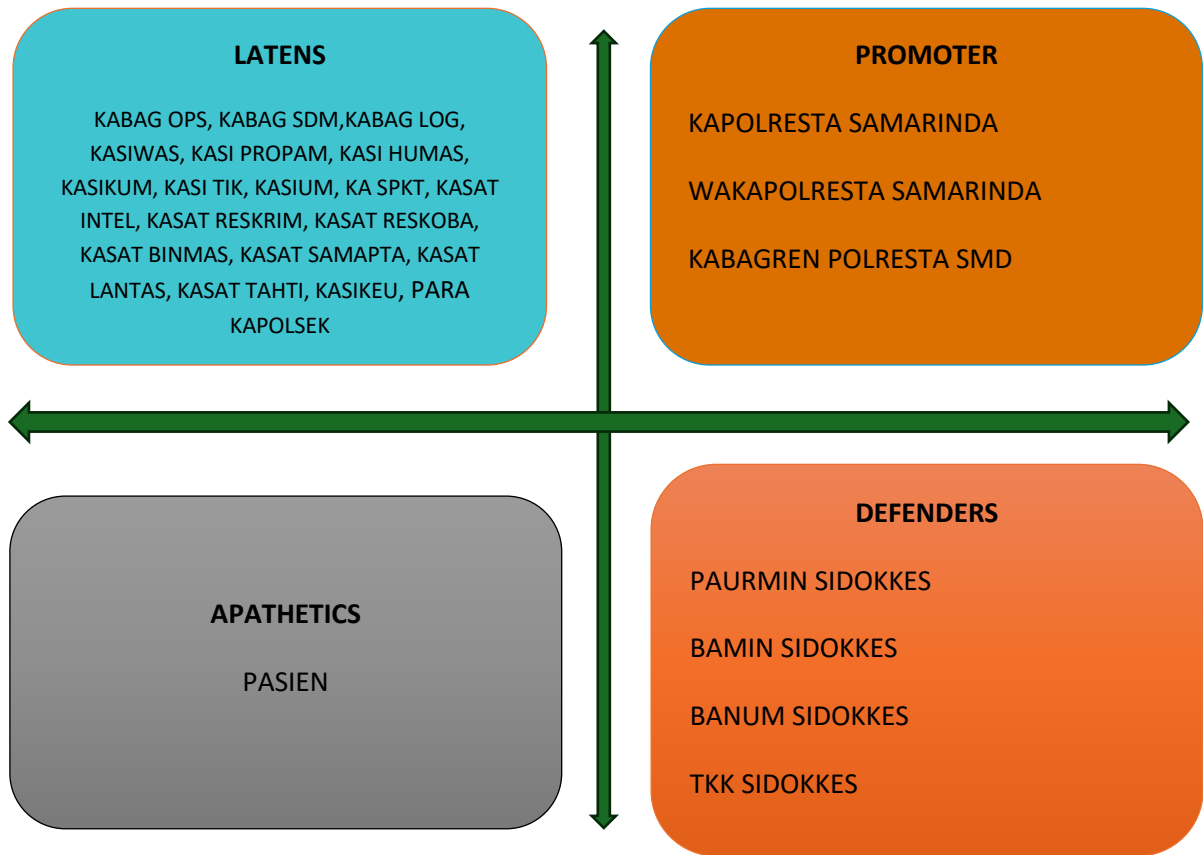 LATENS
KABAG OPS, KABAG SDM,KABAG LOG,
KASIWAS, KASI PROPAM, KASI HUMAS,
KASIKUM, KASI TIK, KASIUM, KA SPKT, KASAT
INTEL, KASAT RESKRIM, KASAT RESKOBA,
KASAT BINMAS, KASAT SAMAPTA, KASAT
LANTAS, KASAT TAHTI, KASIKEU, PARA
KAPOLSEK
PROMOTER
KAPOLRESTA SAMARINDA
WAKAPOLRESTA SAMARINDA
KABAGREN POLRESTA SMD
APATHETICS
PASIEN
DEFENDERS
PAURMIN SIDOKKES
BAMIN SIDOKKES
BANUM SIDOKKES
TKK SIDOKKES